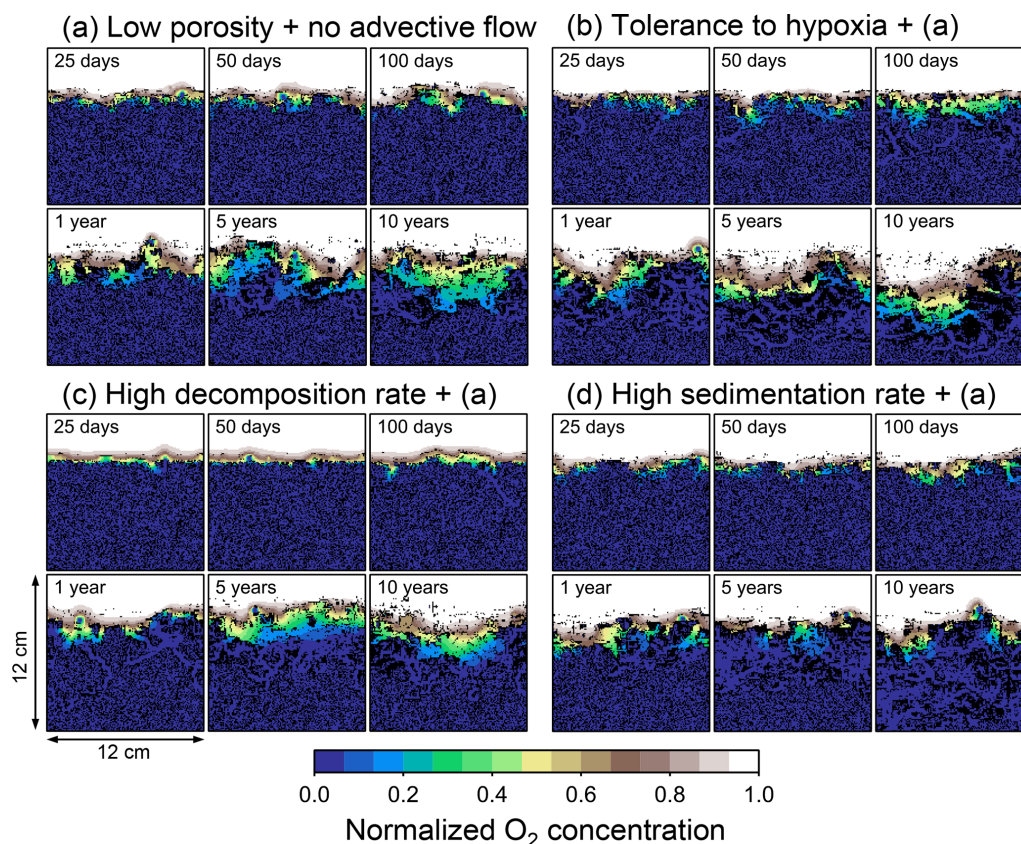 (a) Low porosity + no advective flow
25 days
50 days
100 days
1 year
5 years
10 years
(b) Tolerance to hypoxia + (a)
25 days
50 days
100 days
1 year
5 years
10 years
(c) High decomposition rate + (a)
25 days
50 days
100 days
1 year
5 years
10 years
12 cm
12 cm
(d) High sedimentation rate + (a)
25 days
50 days
100 days
1 year
5 years
10 years
0.0 0.2 0.4 0.6 0.8 1.0
Normalized O₂ concentration